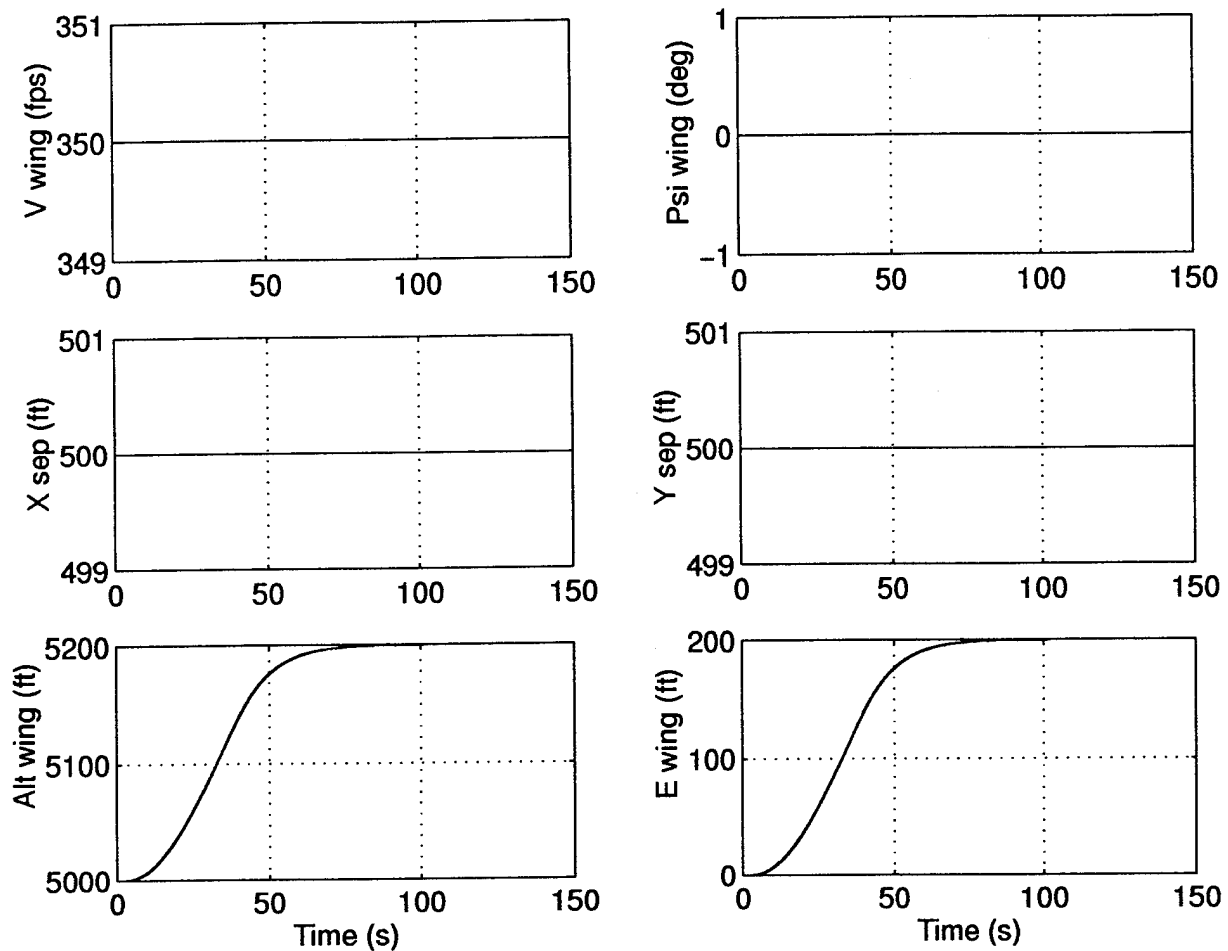 V wing (fps)
351
350
349
0 50 100 150
Psi wing (deg)
1
0
−1
0 50 100 150
X sep (ft)
501
500
499
0 50 100 150
Y sep (ft)
501
500
499
0 50 100 150
Alt wing (ft)
5200
5100
5000
0 50 100 150
Time (s)
E wing (ft)
200
100
0
0 50 100 150
Time (s)